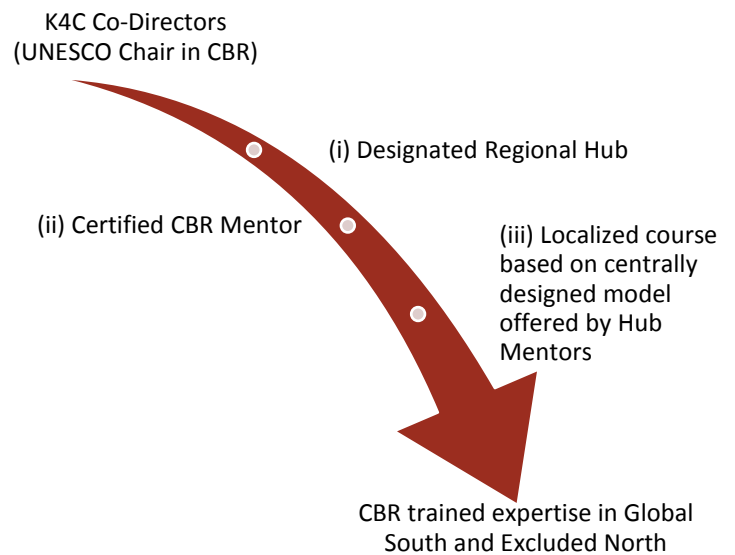 K4C Co-Directors
(UNESCO Chair in CBR)
(i) Designated Regional Hub
(ii) Certified CBR Mentor
(iii) Localized course
based on centrally
designed model
offered by Hub
Mentors
CBR trained expertise in Global
South and Excluded North